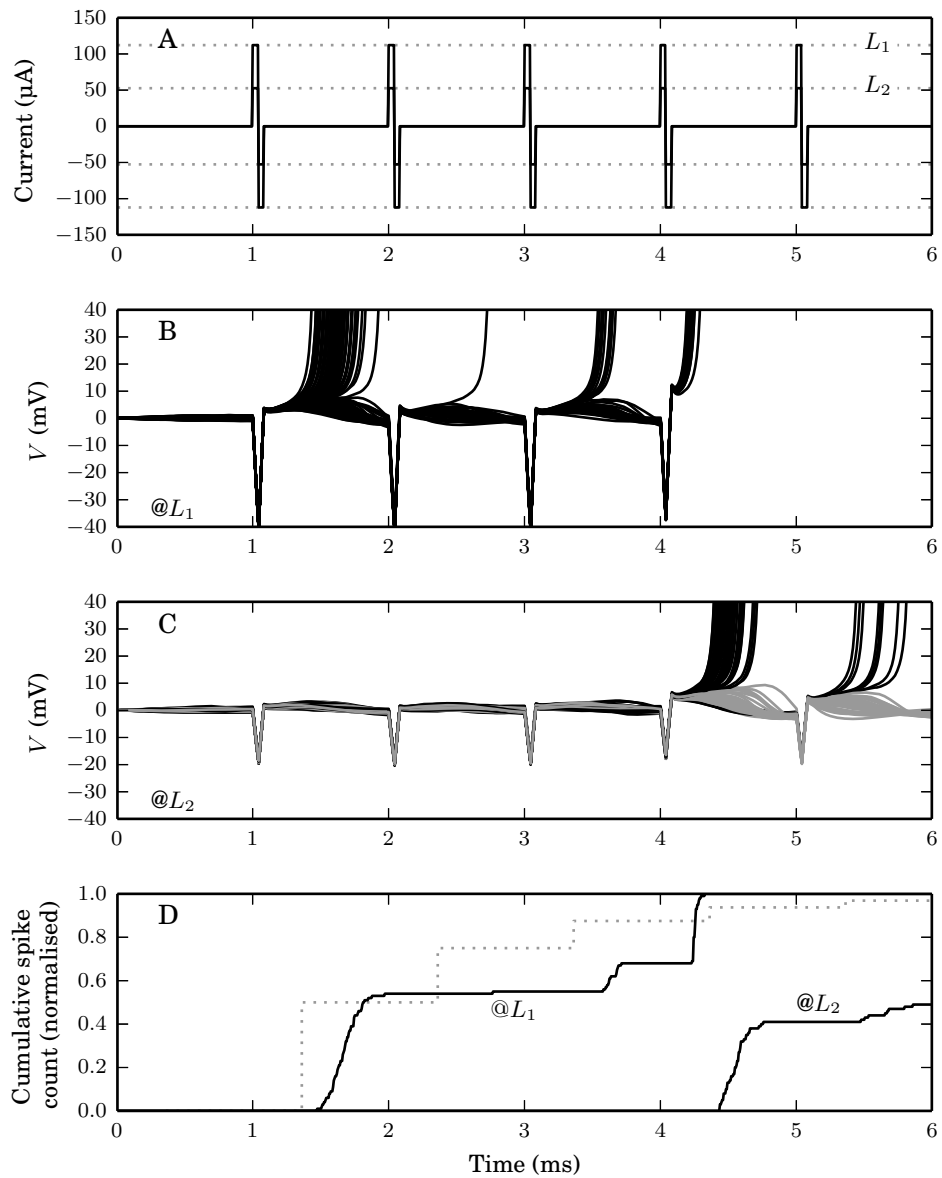 A
Current (μA)
150
100
50
0
−50
−100
−150
L₁
L₂
0 1 2 3 4 5 6
B
V (mV)
40
30
20
10
0
−10
−20
−30
−40
@L₁
0 1 2 3 4 5 6
C
V (mV)
40
30
20
10
0
−10
−20
−30
−40
@L₂
0 1 2 3 4 5 6
D
Cumulative spike
count (normalised)
1.0
0.8
0.6
0.4
0.2
0.0
@L₁
@L₂
0 1 2 3 4 5 6
Time (ms)